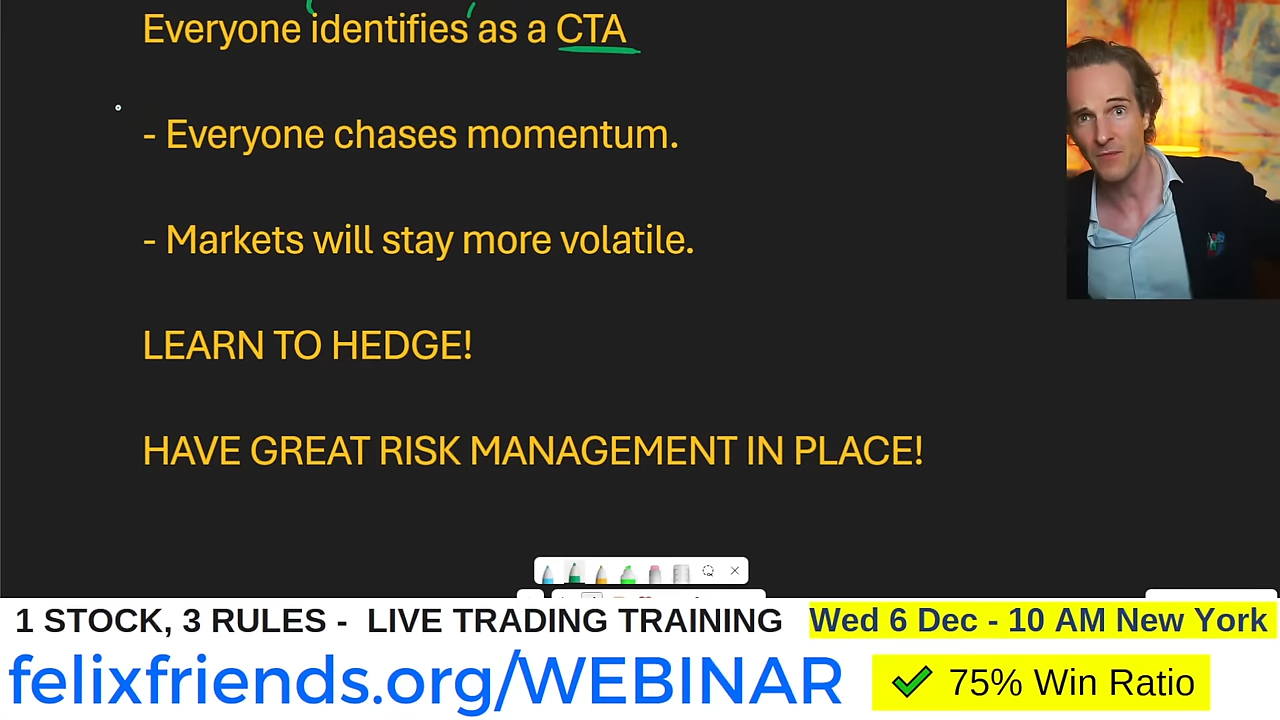 Everyone identifies as a CTA
- Everyone chases momentum.
- Markets will stay more volatile.
LEARN TO HEDGE!
HAVE GREAT RISK MANAGEMENT IN PLACE!
1 STOCK, 3 RULES - LIVE TRADING TRAINING Wed 6 Dec - 10 AM New York
felixfriends.org/WEBINAR ✔ 75% Win Ratio